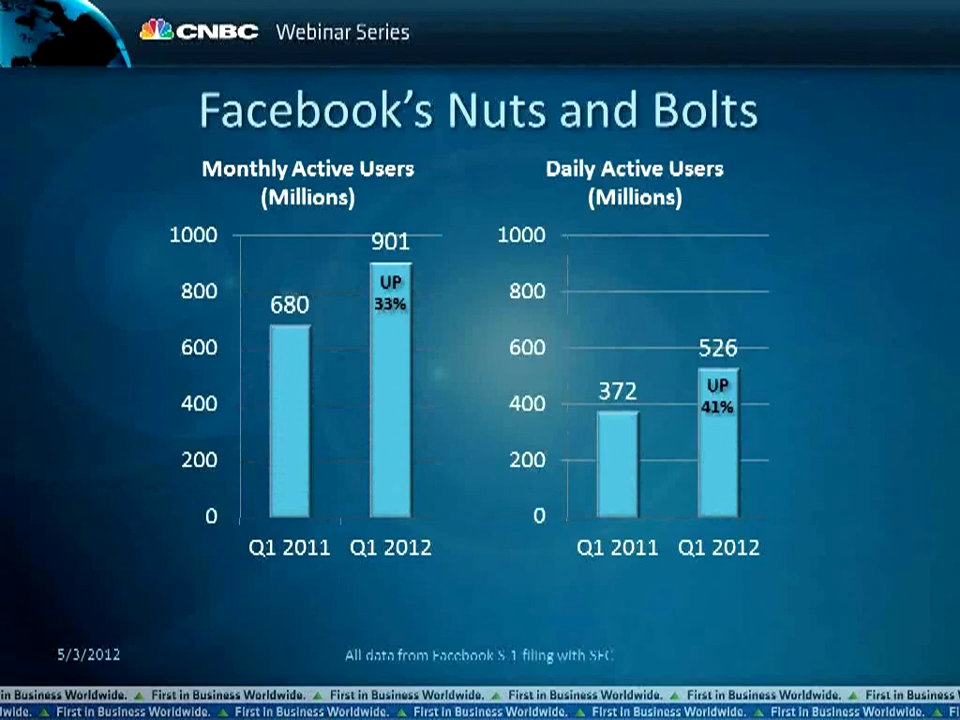 CNBC Webinar Series
Facebook's Nuts and Bolts
Monthly Active Users
(Millions)
1000
800
600
400
200
0
680
901
UP
33%
Q1 2011 Q1 2012
Daily Active Users
(Millions)
1000
800
600
400
200
0
372
526
UP
41%
Q1 2011 Q1 2012
5/3/2012
All data from Facebook S-1 filing with SEC
in Business Worldwide. First in Business Worldwide. First in Business Worldwide. First in Business Worldwide. First in Business Worldwide. First in Business
wide. First in Business Worldwide. First in Business Worldwide. First in Business Worldwide. First in Business Worldwide. First in Business Worldwide. Fi